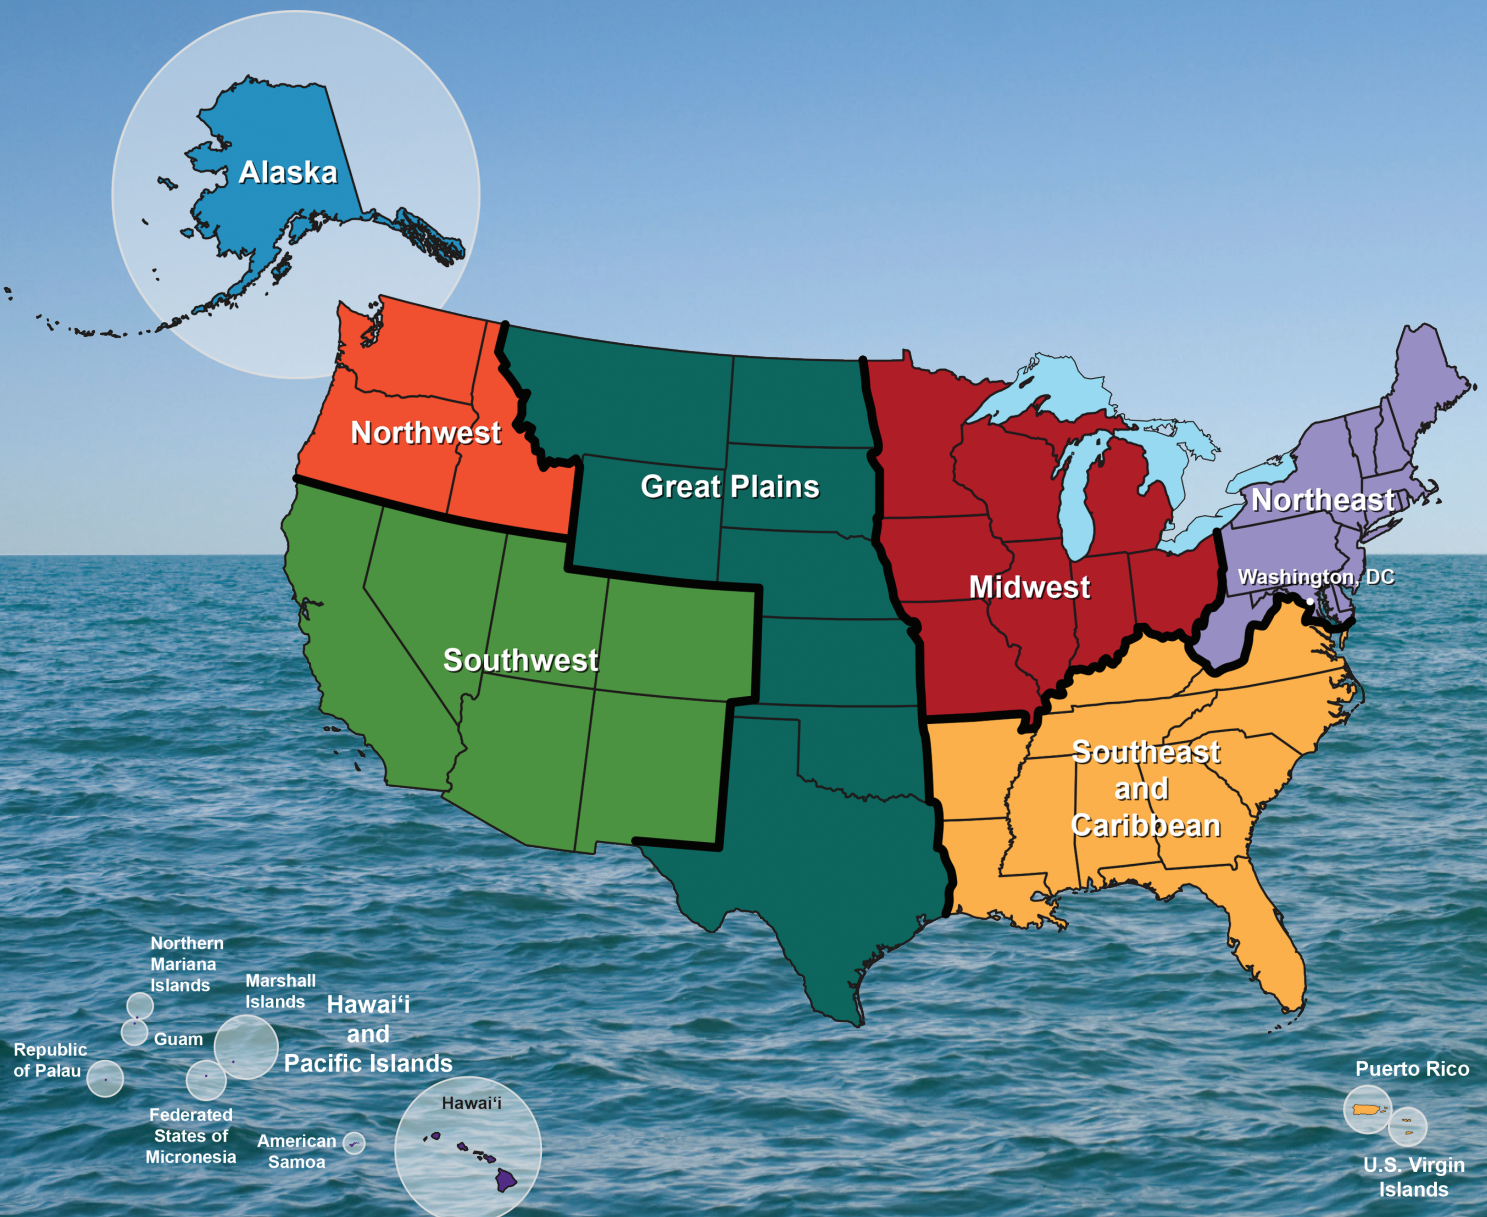 Alaska
Northwest
Great Plains
Northeast
Washington, DC
Midwest
Southwest
Southeast
and
Caribbean
Northern
Mariana
Islands
Marshall
Islands
Hawai‘i
and
Pacific Islands
Guam
Republic
of Palau
Federated
States of
Micronesia
American
Samoa
Hawai‘i
Puerto Rico
U.S. Virgin
Islands